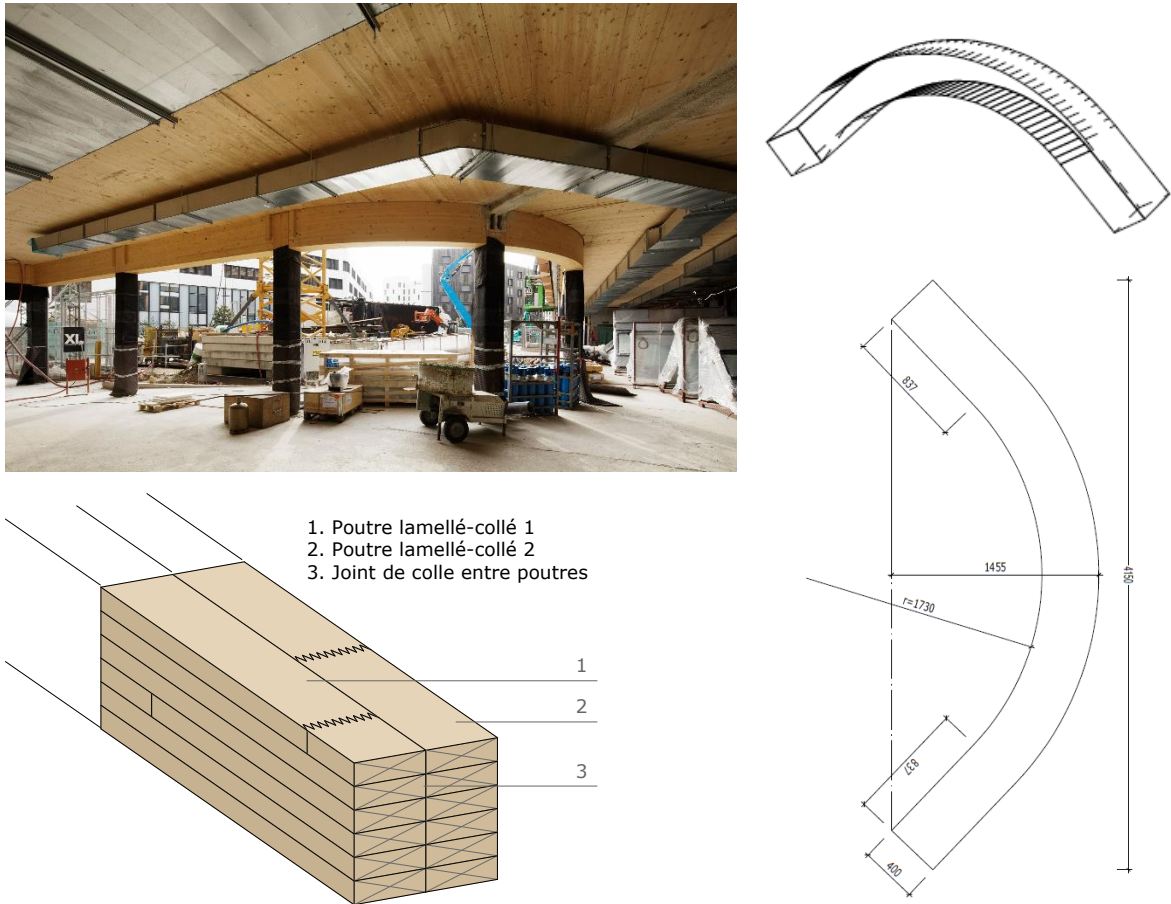 XL
837
1455
4150
r=1730
837
400
1. Poutre lamellé-collé 1
2. Poutre lamellé-collé 2
3. Joint de colle entre poutres
1
2
3